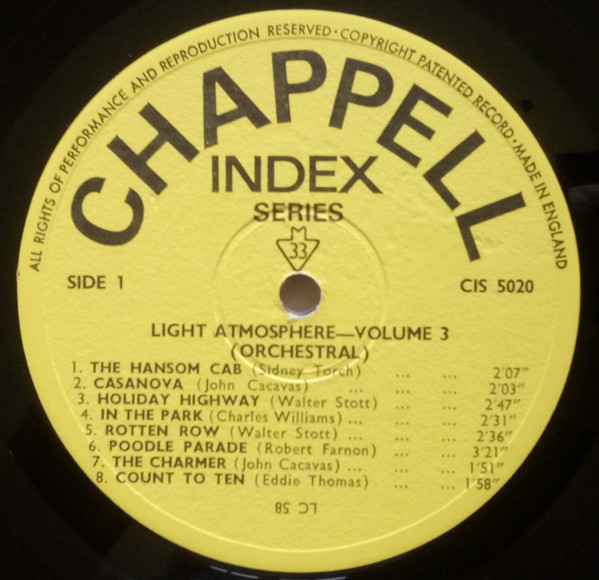 ALL RIGHTS OF PERFORMANCE AND REPRODUCTION RESERVED · COPYRIGHT PATENTED RECORD · MADE IN ENGLAND
CHAPPELL
INDEX
SERIES
33
SIDE 1
CIS 5020
LIGHT ATMOSPHERE—VOLUME 3
(ORCHESTRAL)
1. THE HANSOM CAB (Sidney Torch) ... ... 2'07"
2. CASANOVA (John Cacavas) ... ... ... 2'03"
3. HOLIDAY HIGHWAY (Walter Stott) ... ... 2'47"
4. IN THE PARK (Charles Williams) ... ... ... 2'31"
5. ROTTEN ROW (Walter Stott) ... ... ... 2'36"
6. POODLE PARADE (Robert Farnon) ... ... 3'21"
7. THE CHARMER (John Cacavas) ... ... ... 1'51"
8. COUNT TO TEN (Eddie Thomas) ... ... 1'58"
LC 58